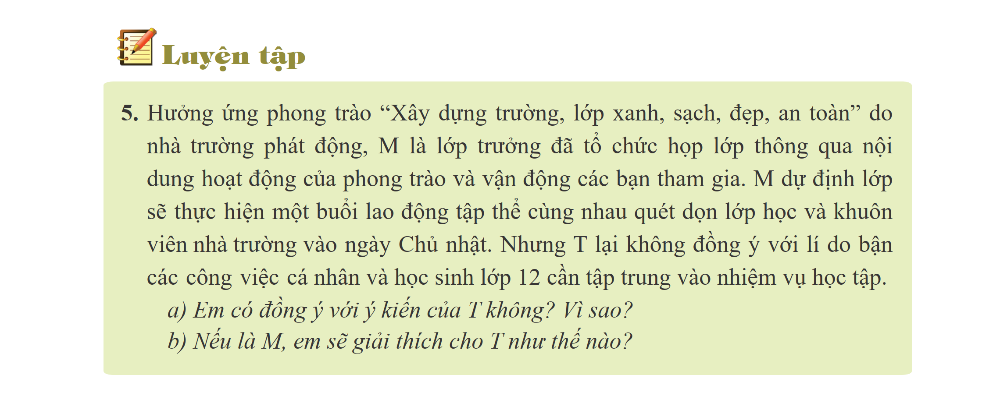 Luyện tập
5. Hưởng ứng phong trào “Xây dựng trường, lớp xanh, sạch, đẹp, an toàn” do
nhà trường phát động, M là lớp trưởng đã tổ chức họp lớp thông qua nội
dung hoạt động của phong trào và vận động các bạn tham gia. M dự định lớp
sẽ thực hiện một buổi lao động tập thể cùng nhau quét dọn lớp học và khuôn
viên nhà trường vào ngày Chủ nhật. Nhưng T lại không đồng ý với lí do bận
các công việc cá nhân và học sinh lớp 12 cần tập trung vào nhiệm vụ học tập.
a) Em có đồng ý với ý kiến của T không? Vì sao?
b) Nếu là M, em sẽ giải thích cho T như thế nào?